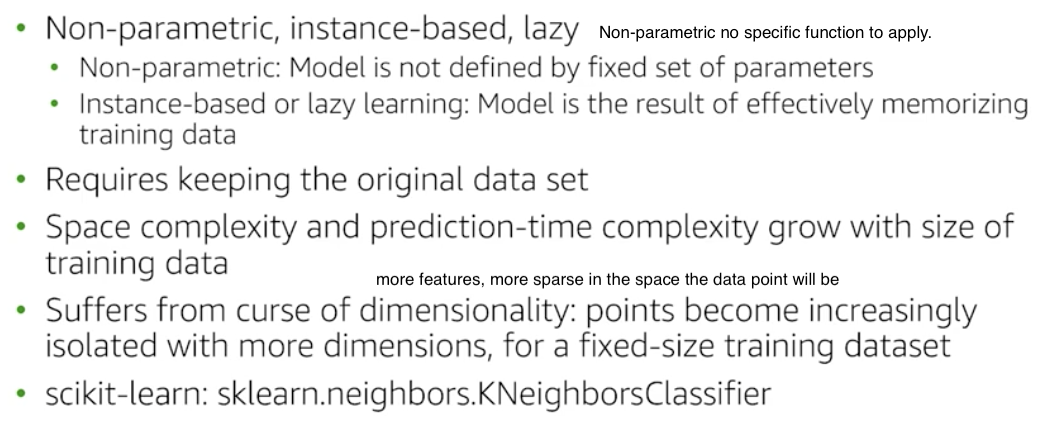 • Non-parametric, instance-based, lazy Non-parametric no specific function to apply.
• Non-parametric: Model is not defined by fixed set of parameters
• Instance-based or lazy learning: Model is the result of effectively memorizing
training data
• Requires keeping the original data set
• Space complexity and prediction-time complexity grow with size of
training data
more features, more sparse in the space the data point will be
• Suffers from curse of dimensionality: points become increasingly
isolated with more dimensions, for a fixed-size training dataset
• scikit-learn: sklearn.neighbors.KNeighborsClassifier